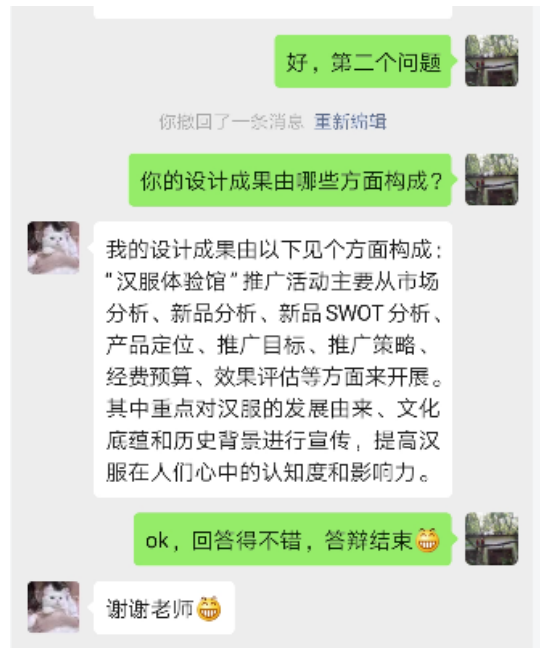 好，第二个问题
你撤回了一条消息 重新编辑
你的设计成果由哪些方面构成？
我的设计成果由以下见个方面构成：
“汉服体验馆”推广活动主要从市场
分析、新品分析、新品SWOT分析、
产品定位、推广目标、推广策略、
经费预算、效果评估等方面来开展。
其中重点对汉服的发展由来、文化
底蕴和历史背景进行宣传，提高汉
服在人们心中的认知度和影响力。
ok，回答得不错，答辩结束😁
谢谢老师😁